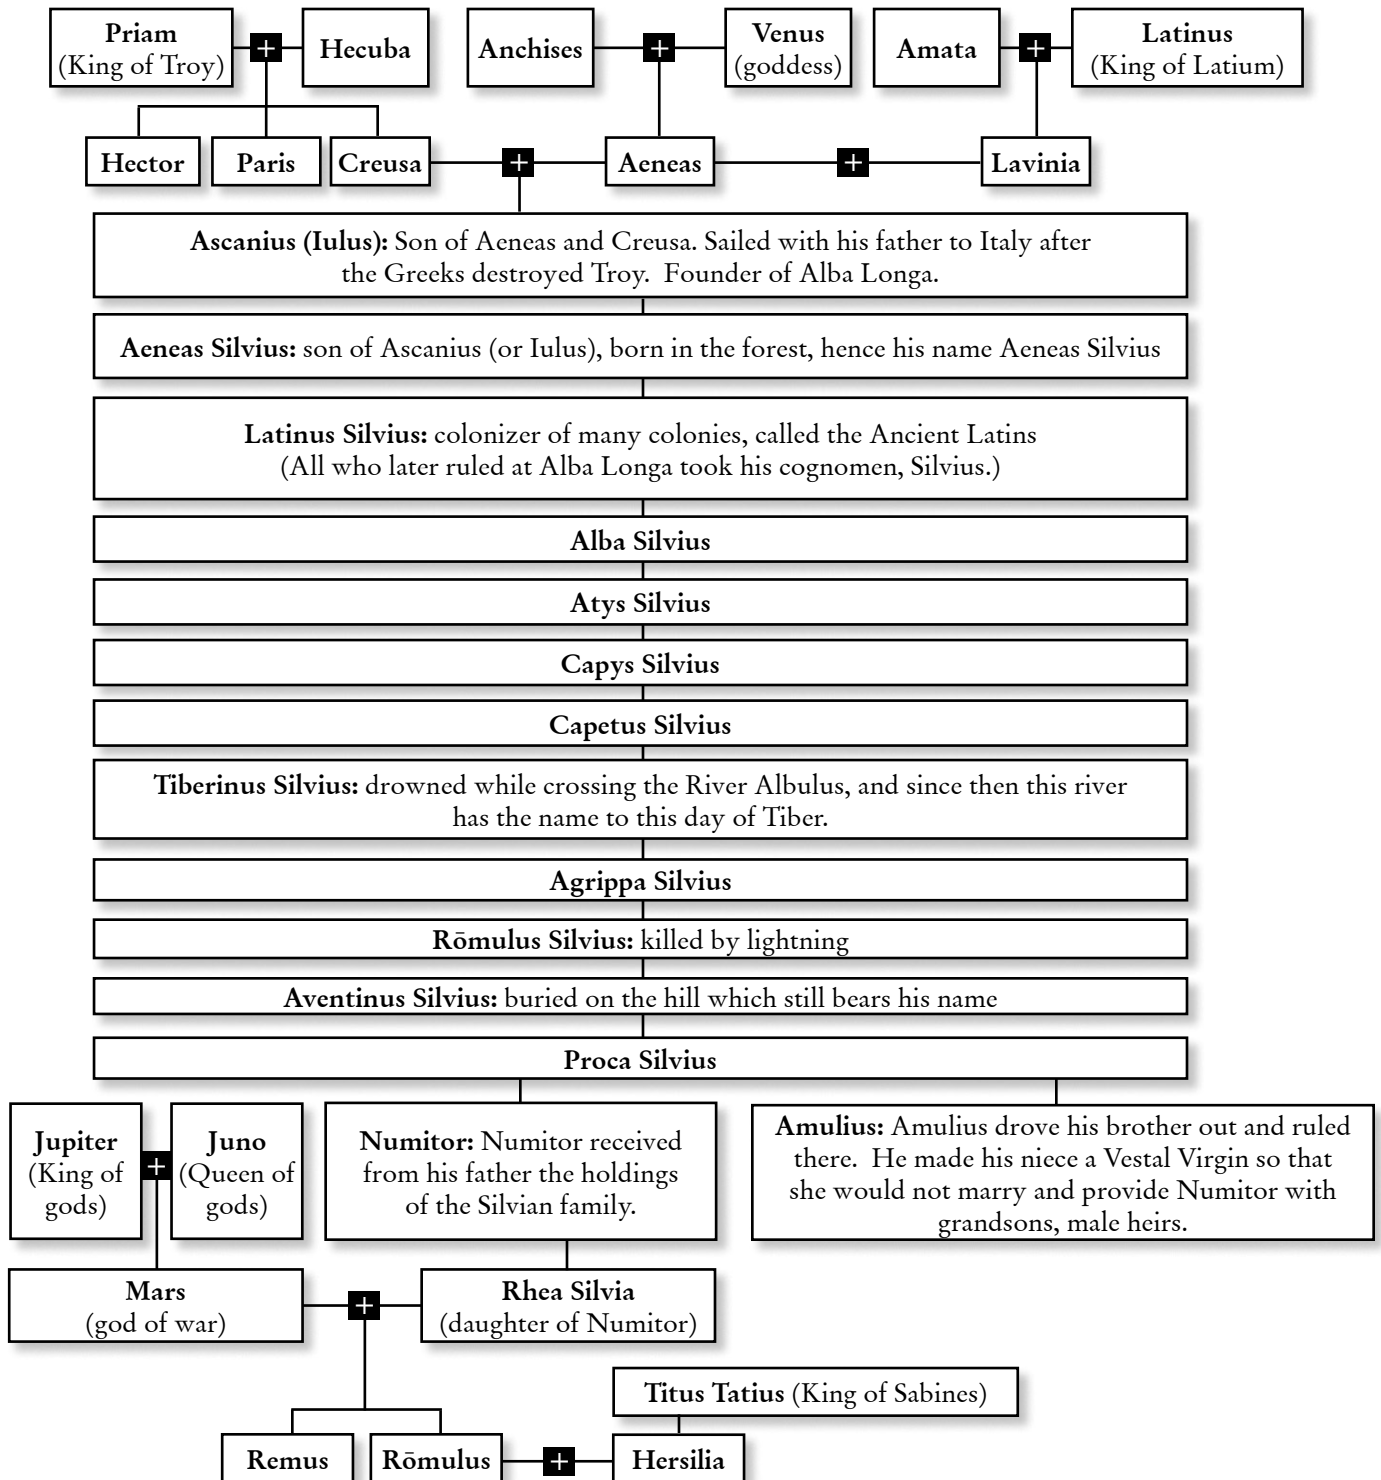 Priam
(King of Troy)
+
Hecuba
Anchises
+
Venus
(goddess)
Amata
+
Latinus
(King of Latium)
Hector
Paris
Creusa
+
Aeneas
+
Lavinia
Ascanius (Iulus): Son of Aeneas and Creusa. Sailed with his father to Italy after
the Greeks destroyed Troy.  Founder of Alba Longa.
Aeneas Silvius: son of Ascanius (or Iulus), born in the forest, hence his name Aeneas Silvius
Latinus Silvius: colonizer of many colonies, called the Ancient Latins
(All who later ruled at Alba Longa took his cognomen, Silvius.)
Alba Silvius
Atys Silvius
Capys Silvius
Capetus Silvius
Tiberinus Silvius: drowned while crossing the River Albulus, and since then this river
has the name to this day of Tiber.
Agrippa Silvius
Rōmulus Silvius: killed by lightning
Aventinus Silvius: buried on the hill which still bears his name
Proca Silvius
Jupiter
(King of
gods)
+
Juno
(Queen of
gods)
Numitor: Numitor received
from his father the holdings
of the Silvian family.
Amulius: Amulius drove his brother out and ruled
there.  He made his niece a Vestal Virgin so that
she would not marry and provide Numitor with
grandsons, male heirs.
Mars
(god of war)
+
Rhea Silvia
(daughter of Numitor)
Titus Tatius (King of Sabines)
Remus
Rōmulus
+
Hersilia